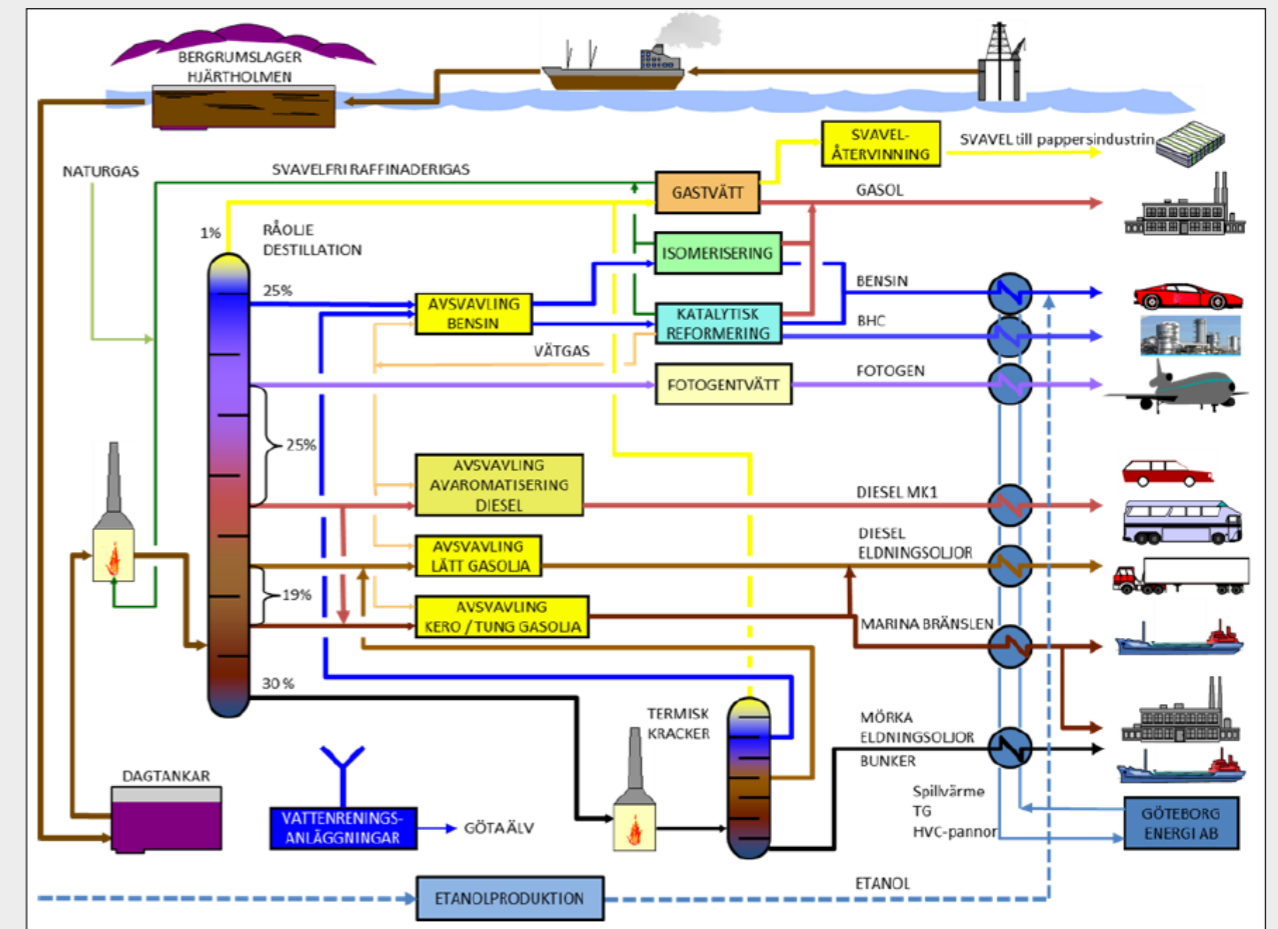 BERGRUMSLAGER
HJÄRTHOLMEN
SVAVEL-
ÅTERVINNING
SVAVEL till pappersindustrin
NATURGAS
SVAVELFRI RAFFINADERIGAS
GASTVÄTT
GASOL
1%
RÅOLJE
DESTILLATION
ISOMERISERING
25%
AVSVAVLING
BENSIN
KATALYTISK
REFORMERING
BENSIN
BHC
VÄTGAS
FOTOGENTVÄTT
FOTOGEN
25%
AVSVAVLING
AVAROMATISERING
DIESEL
DIESEL MK1
AVSVAVLING
LÄTT GASOLJA
DIESEL
ELDNINGSOLJOR
19%
AVSVAVLING
KERO / TUNG GASOLJA
MARINA BRÄNSLEN
30 %
TERMISK
KRACKER
MÖRKA
ELDNINGSOLJOR
BUNKER
DAGTANKAR
VATTENRENINGS-
ANLÄGGNINGAR
GÖTA ÄLV
Spillvärme
TG
HVC-pannor
GÖTEBORG
ENERGI AB
ETANOLPRODUKTION
ETANOL